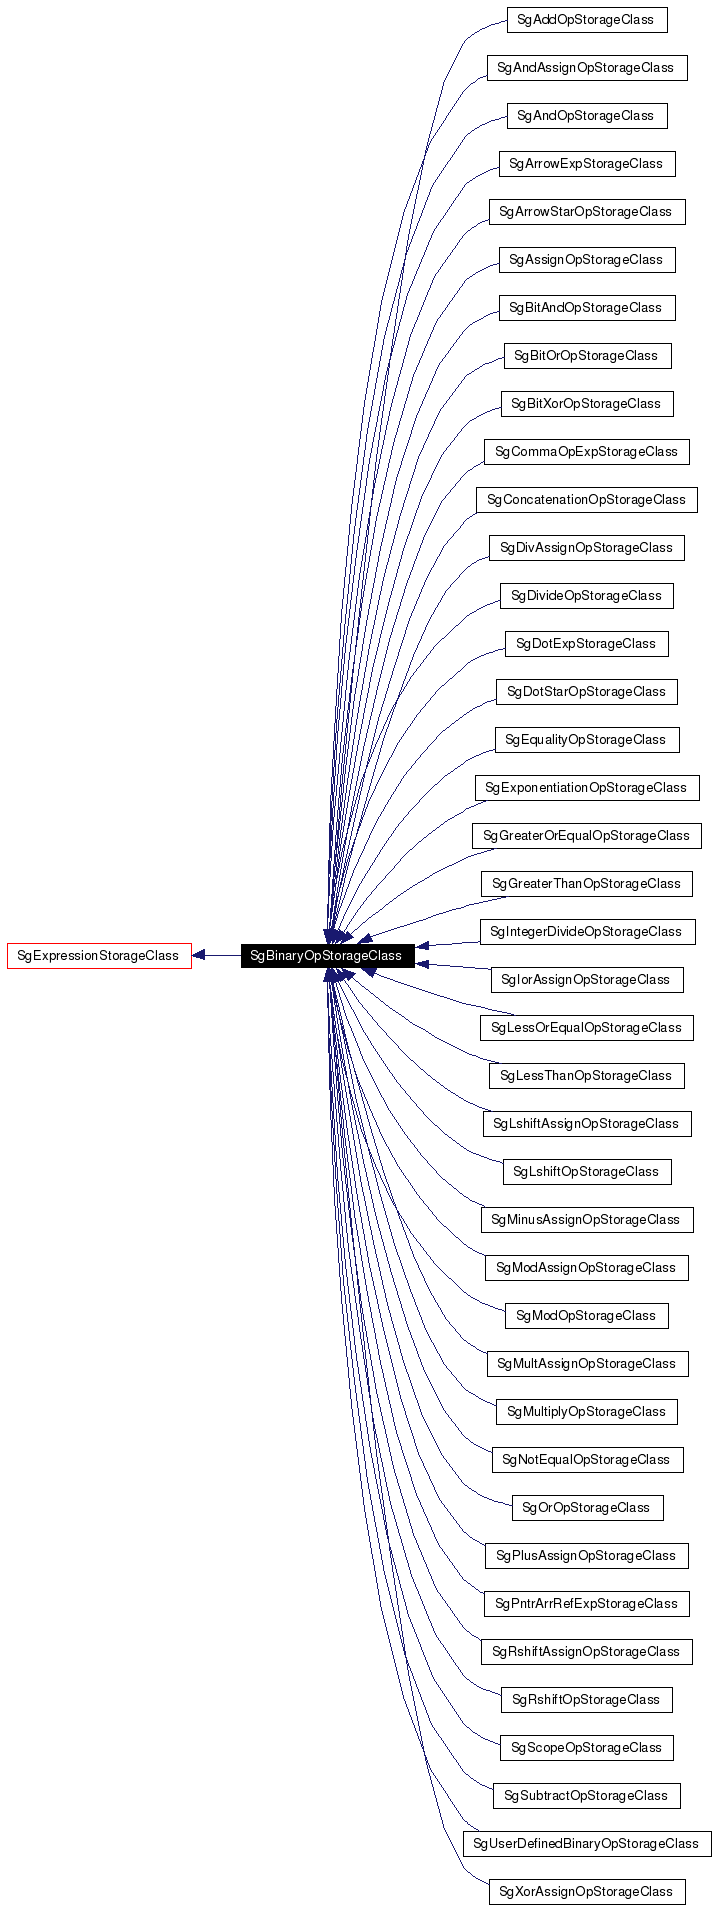 SgAddOpStorageClass
SgAndAssignOpStorageClass
SgAndOpStorageClass
SgArrowExpStorageClass
SgArrowStarOpStorageClass
SgAssignOpStorageClass
SgBitAndOpStorageClass
SgBitOrOpStorageClass
SgBitXorOpStorageClass
SgCommaOpExpStorageClass
SgConcatenationOpStorageClass
SgDivAssignOpStorageClass
SgDivideOpStorageClass
SgDotExpStorageClass
SgDotStarOpStorageClass
SgEqualityOpStorageClass
SgExponentiationOpStorageClass
SgGreaterOrEqualOpStorageClass
SgGreaterThanOpStorageClass
SgIntegerDivideOpStorageClass
SgExpressionStorageClass
SgBinaryOpStorageClass
SgIorAssignOpStorageClass
SgLessOrEqualOpStorageClass
SgLessThanOpStorageClass
SgLshiftAssignOpStorageClass
SgLshiftOpStorageClass
SgMinusAssignOpStorageClass
SgModAssignOpStorageClass
SgModOpStorageClass
SgMultAssignOpStorageClass
SgMultiplyOpStorageClass
SgNotEqualOpStorageClass
SgOrOpStorageClass
SgPlusAssignOpStorageClass
SgPntrArrRefExpStorageClass
SgRshiftAssignOpStorageClass
SgRshiftOpStorageClass
SgScopeOpStorageClass
SgSubtractOpStorageClass
SgUserDefinedBinaryOpStorageClass
SgXorAssignOpStorageClass